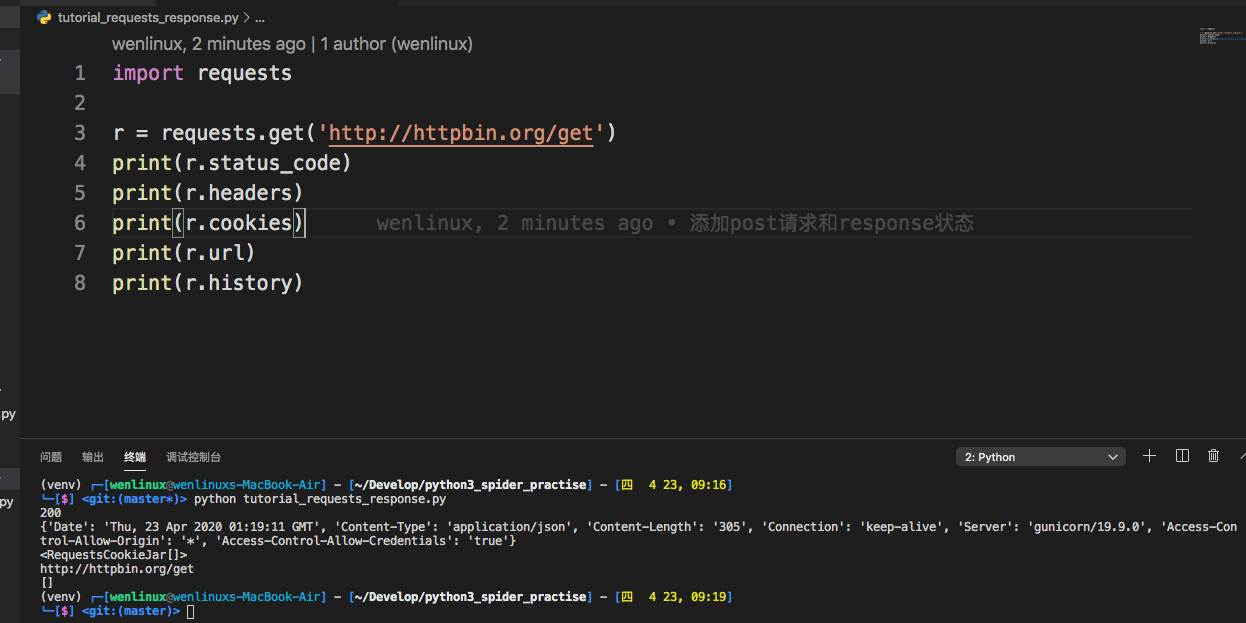 tutorial_requests_response.py > ...
wenlinux, 2 minutes ago | 1 author (wenlinux)
1 import requests
2
3 r = requests.get('http://httpbin.org/get')
4 print(r.status_code)
5 print(r.headers)
6 print(r.cookies) wenlinux, 2 minutes ago • 添加post请求和response状态
7 print(r.url)
8 print(r.history)
.py
py
问题 输出 终端 调试控制台 2: Python
(venv) ┌─[wenlinux@wenlinuxs-MacBook-Air] - [~/Develop/python3_spider_practise] - [四 4 23, 09:16]
└─[$] <git:(master*)> python tutorial_requests_response.py
200
{'Date': 'Thu, 23 Apr 2020 01:19:11 GMT', 'Content-Type': 'application/json', 'Content-Length': '305', 'Connection': 'keep-alive', 'Server': 'gunicorn/19.9.0', 'Access-Con
trol-Allow-Origin': '*', 'Access-Control-Allow-Credentials': 'true'}
<RequestsCookieJar[]>
http://httpbin.org/get
[]
(venv) ┌─[wenlinux@wenlinuxs-MacBook-Air] - [~/Develop/python3_spider_practise] - [四 4 23, 09:19]
└─[$] <git:(master)>